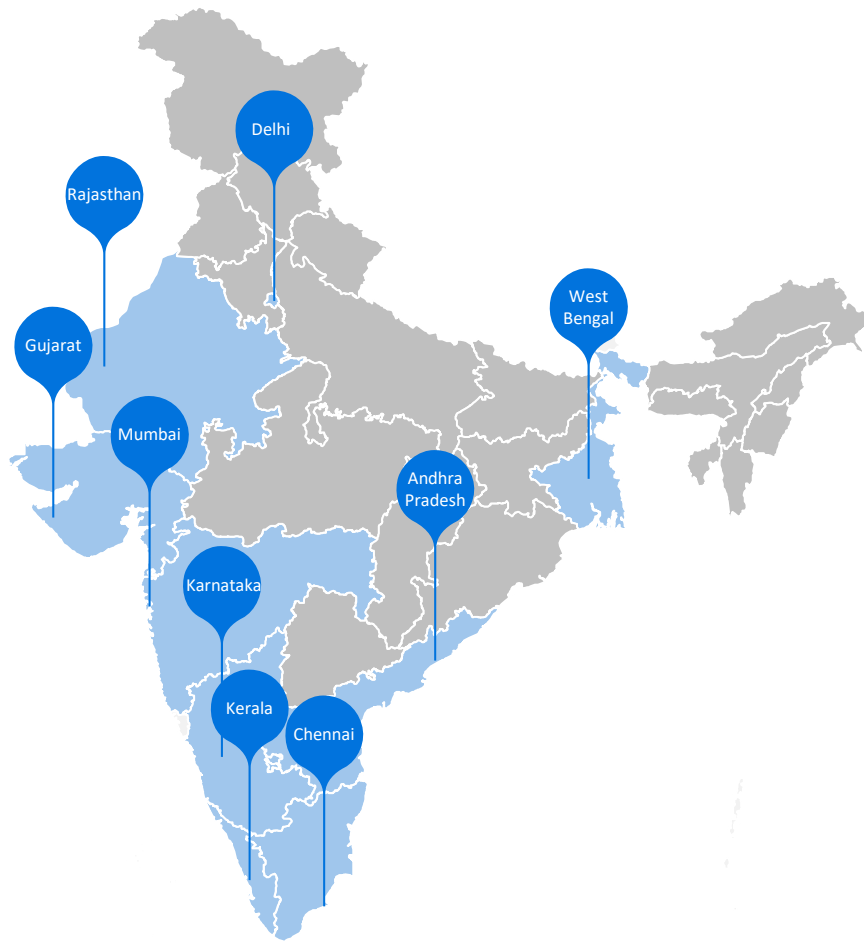 Delhi
Rajasthan
West
Bengal
Gujarat
Mumbai
Andhra
Pradesh
Karnataka
Kerala
Chennai